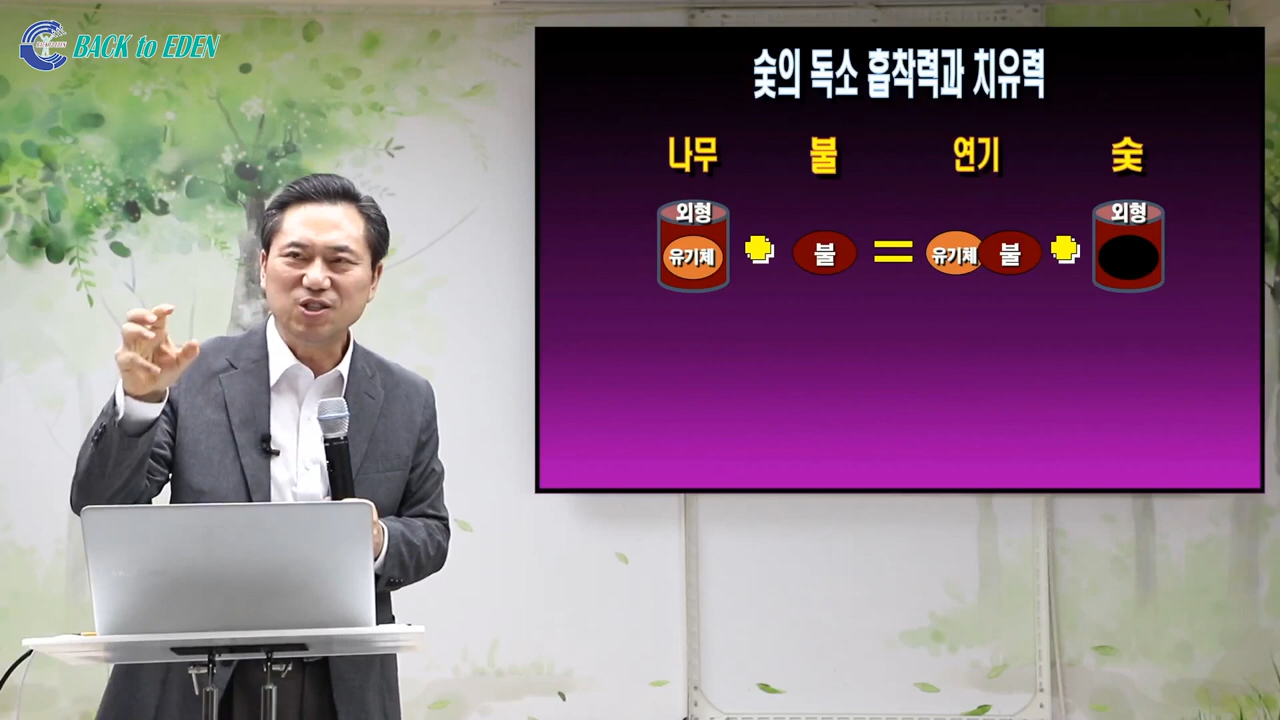 BACK to EDEN
숯의 독소 흡착력과 치유력
나무 불 연기 숯
외형 외형
유기체 불 유기체 불